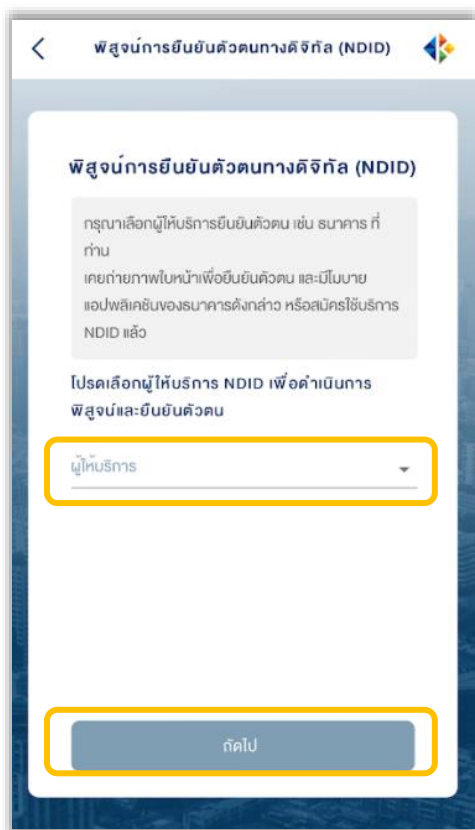 พิสูจน์การยืนยันตัวตนทางดิจิทัล (NDID)
พิสูจน์การยืนยันตัวตนทางดิจิทัล (NDID)
กรุณาเลือกผู้ให้บริการยืนยันตัวตน เช่น ธนาคาร ที่
ท่าน
เคยถ่ายภาพใบหน้าเพื่อยืนยันตัวตน และมีโมบาย
แอปพลิเคชันของธนาคารดังกล่าว หรือสมัครใช้บริการ
NDID แล้ว
โปรดเลือกผู้ให้บริการ NDID เพื่อดำเนินการ
พิสูจน์และยืนยันตัวตน
ผู้ให้บริการ
ถัดไป